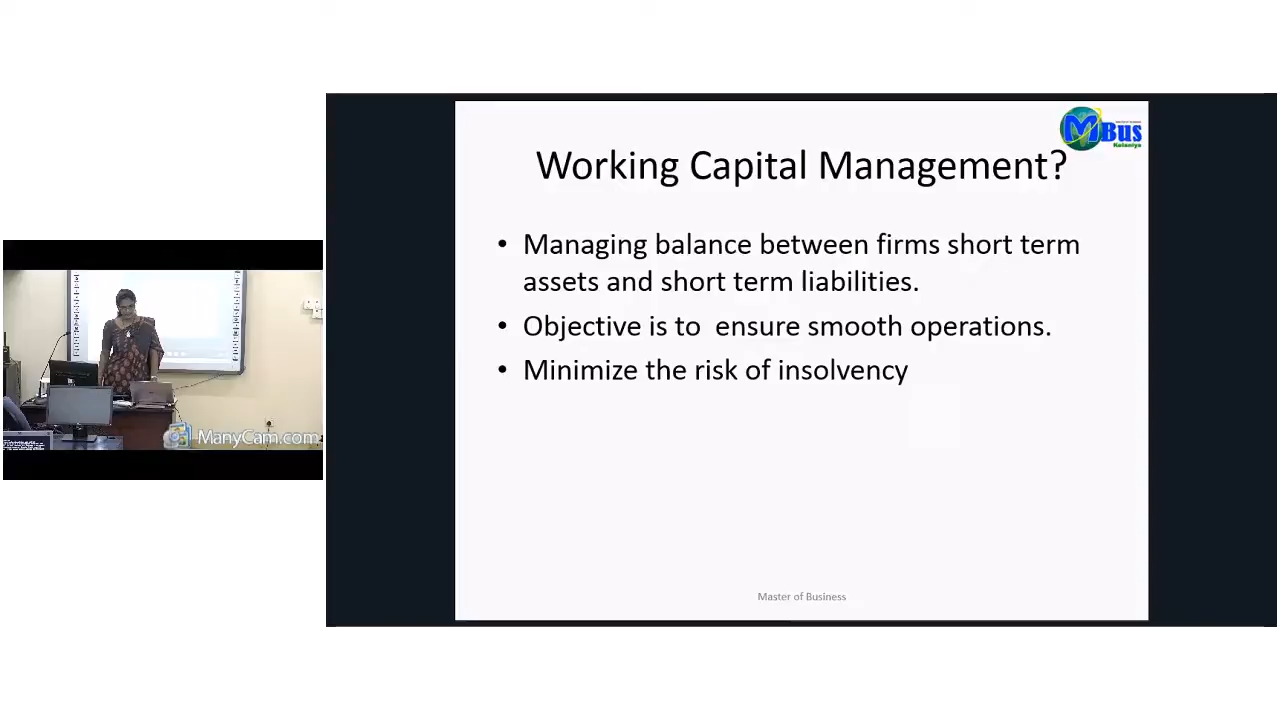 MBus
Kelaniya
Working Capital Management?
• Managing balance between firms short term
assets and short term liabilities.
• Objective is to ensure smooth operations.
• Minimize the risk of insolvency
ManyCam.com
Master of Business